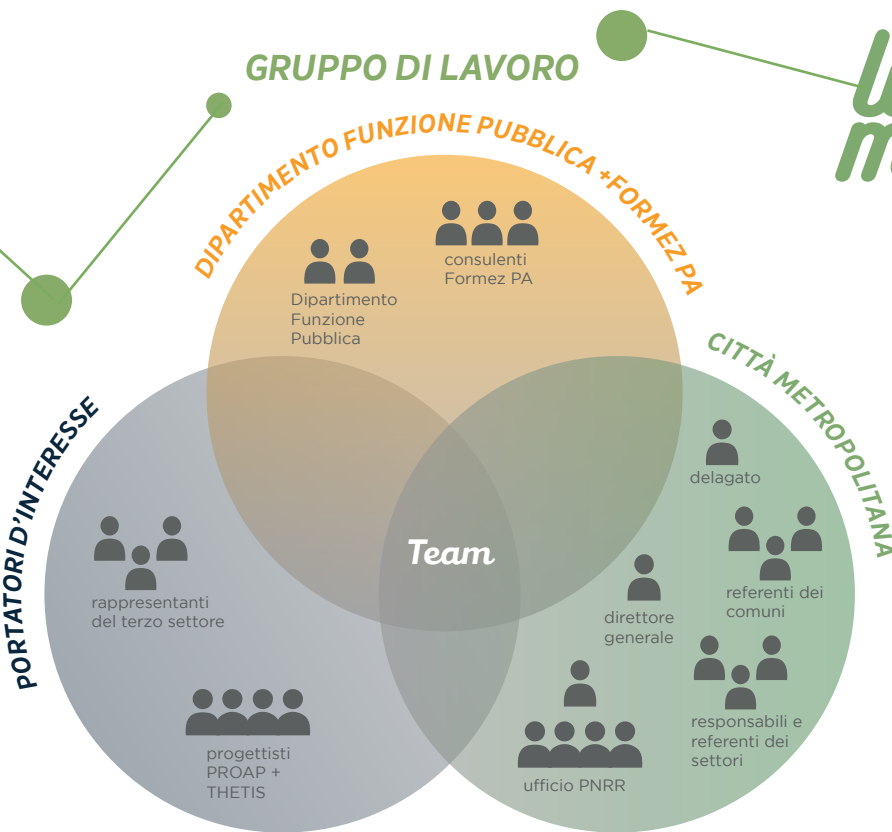 GRUPPO DI LAVORO
DIPARTIMENTO FUNZIONE PUBBLICA +FORMEZ PA
consulenti
Formez PA
Dipartimento
Funzione
Pubblica
CITTÀ METROPOLITANA
delagato
referenti dei
comuni
direttore
generale
responsabili e
referenti dei
settori
ufficio PNRR
Team
PORTATORI D'INTERESSE
rappresentanti
del terzo settore
progettisti
PROAP +
THETIS